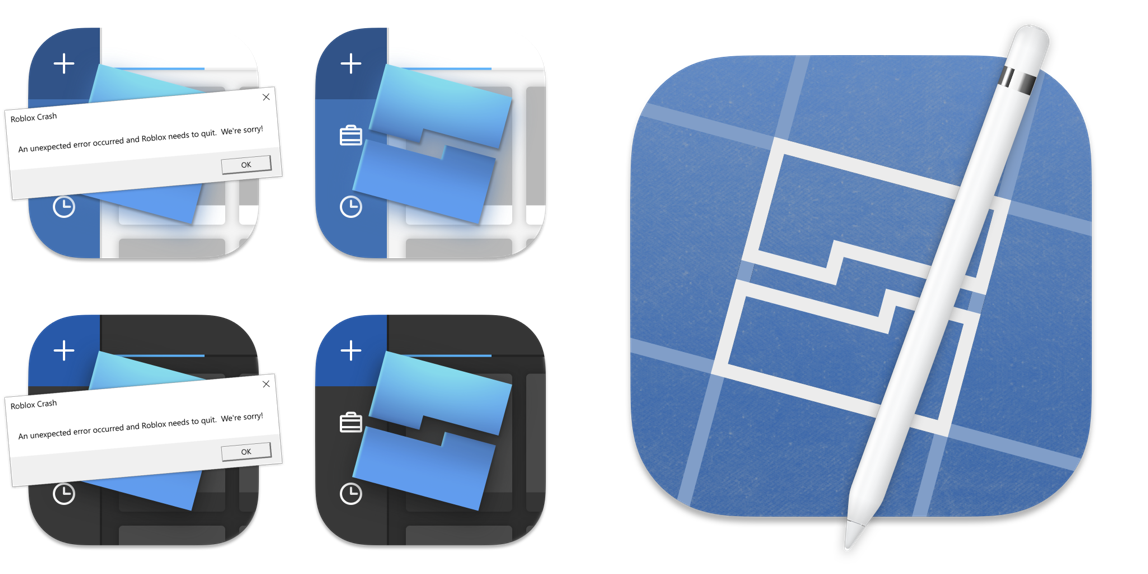 Roblox Crash
An unexpected error occurred and Roblox needs to quit.  We're sorry!
OK
Roblox Crash
An unexpected error occurred and Roblox needs to quit.  We're sorry!
OK